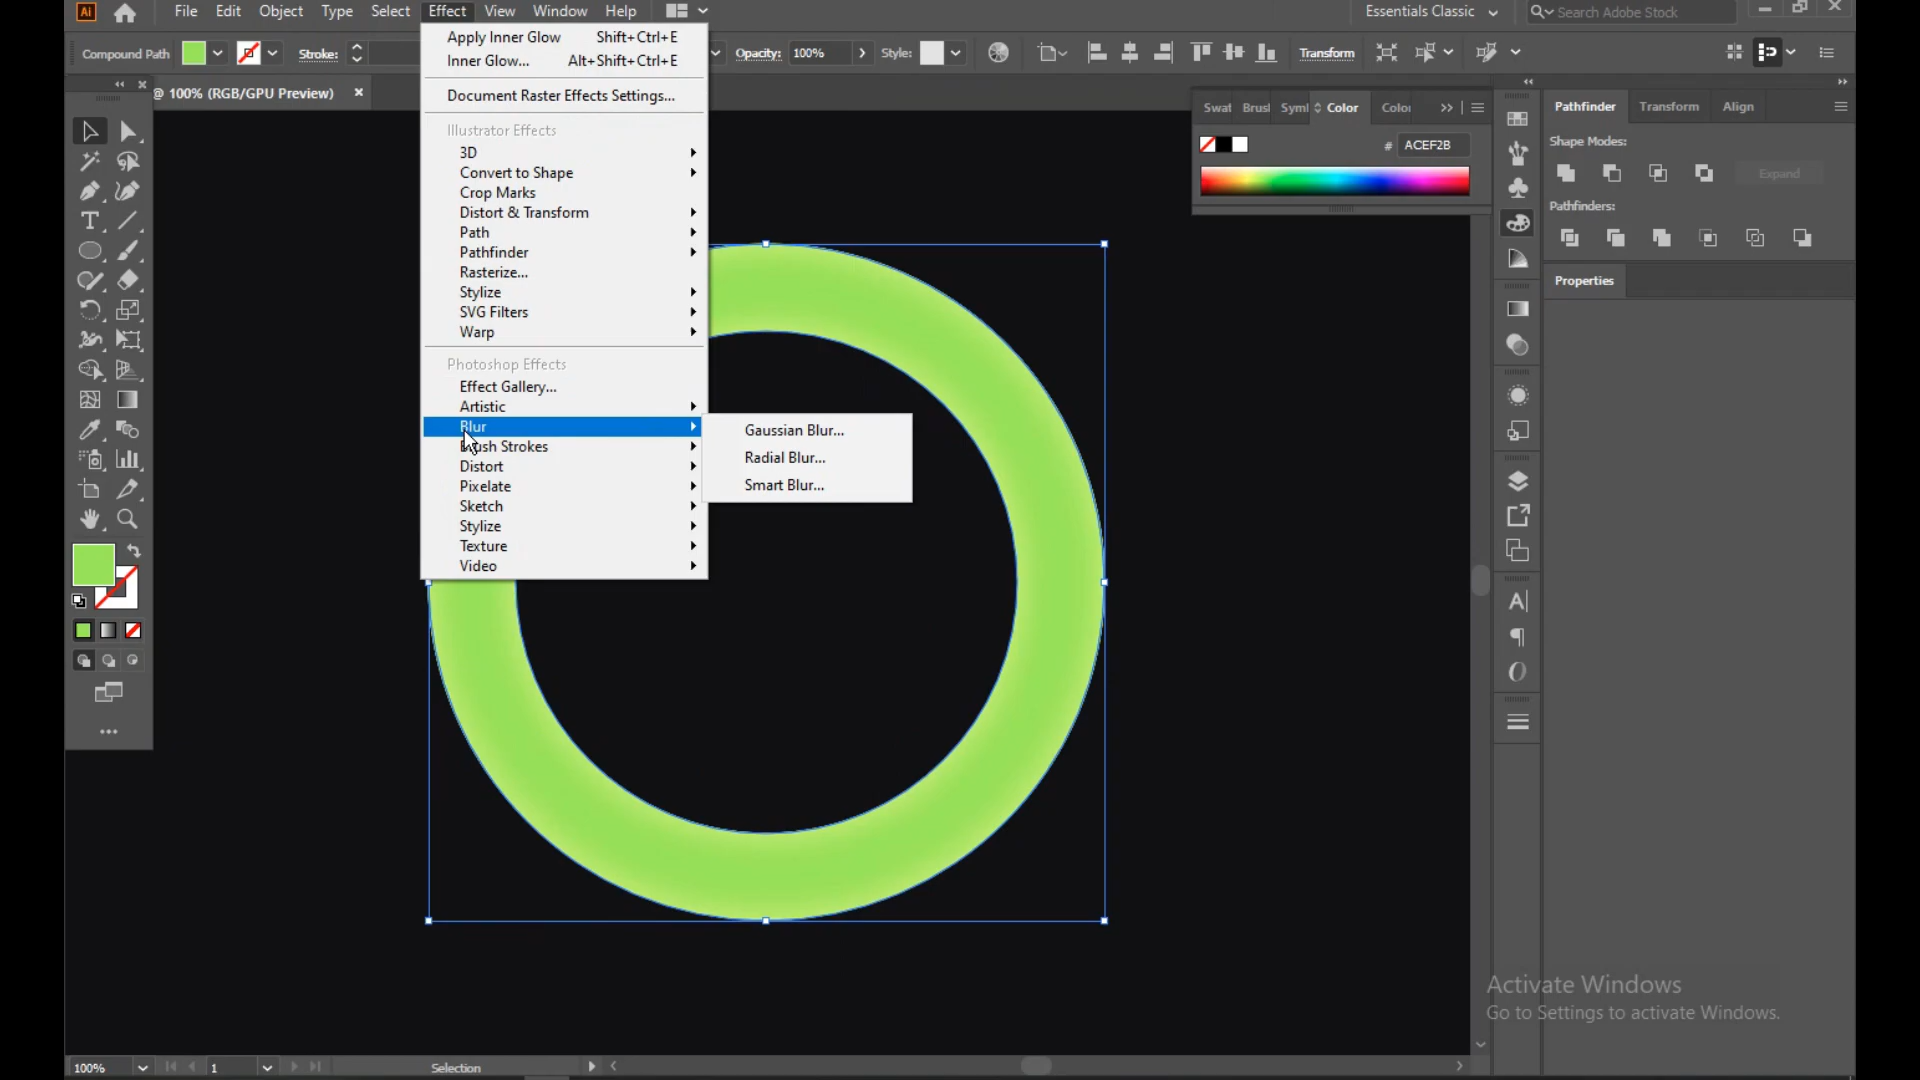 Ai File Edit Object Type Select Effect View Window Help Essentials Classic Search Adobe Stock
Compound Path Stroke: Opacity: 100% Style: Transform
@ 100% (RGB/GPU Preview)
Apply Inner Glow Shift+Ctrl+E
Inner Glow... Alt+Shift+Ctrl+E
Document Raster Effects Settings...
Illustrator Effects
3D
Convert to Shape
Crop Marks
Distort & Transform
Path
Pathfinder
Rasterize...
Stylize
SVG Filters
Warp
Photoshop Effects
Effect Gallery...
Artistic
Blur
Brush Strokes
Distort
Pixelate
Sketch
Stylize
Texture
Video
Gaussian Blur...
Radial Blur...
Smart Blur...
Swat Brusl Symł Color Colo
# ACEF2B
Pathfinder Transform Align
Shape Modes:
Expand
Pathfinders:
Properties
Activate Windows
Go to Settings to activate Windows.
100% 1 Selection